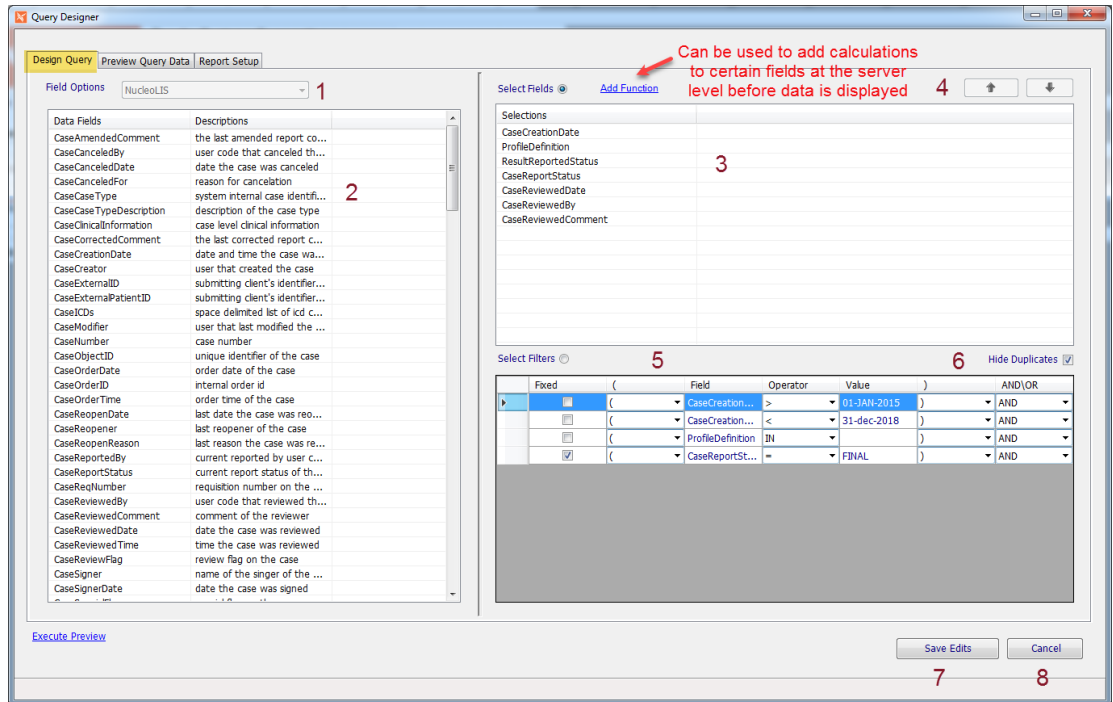 Query Designer
Design Query Preview Query Data Report Setup
Can be used to add calculations
to certain fields at the server
level before data is displayed
Field Options NucleoLIS 1
Select Fields Add Function 4
Data Fields Descriptions
CaseAmendedComment the last amended report co...
CaseCanceledBy user code that canceled th...
CaseCanceledDate date the case was canceled
CaseCanceledFor reason for cancelation
CaseCaseType system internal case identifi...
CaseCaseTypeDescription description of the case type
CaseClinicalInformation case level clinical information
CaseCorrectedComment the last corrected report c...
CaseCreationDate date and time the case wa...
CaseCreator user that created the case
CaseExternalID submitting client's identifier...
CaseExternalPatientID submitting client's identifier...
CaseICDs space delimited list of icd c...
CaseModifier user that last modified the ...
CaseNumber case number
CaseObjectID unique identifier of the case
CaseOrderDate order date of the case
CaseOrderID internal order id
CaseOrderTime order time of the case
CaseReopenDate last date the case was reo...
CaseReopener last reopener of the case
CaseReopenReason last reason the case was re...
CaseReportedBy current reported by user c...
CaseReportStatus current report status of th...
CaseReqNumber requisition number on the ...
CaseReviewedBy user code that reviewed th...
CaseReviewedComment comment of the reviewer
CaseReviewedDate date the case was reviewed
CaseReviewedTime time the case was reviewed
CaseReviewFlag review flag on the case
CaseSigner name of the singer of the ...
CaseSignerDate date the case was signed
2
Selections
CaseCreationDate
ProfileDefinition
ResultReportedStatus
CaseReportStatus
CaseReviewedDate
CaseReviewedBy
CaseReviewedComment
3
Select Filters 5 6 Hide Duplicates
Fixed ( Field Operator Value ) AND\OR
( CaseCreation... > 01-JAN-2015 ) AND
( CaseCreation... < 31-dec-2018 ) AND
( ProfileDefinition IN ) AND
( CaseReportSt... = FINAL ) AND
Execute Preview
Save Edits Cancel
7 8